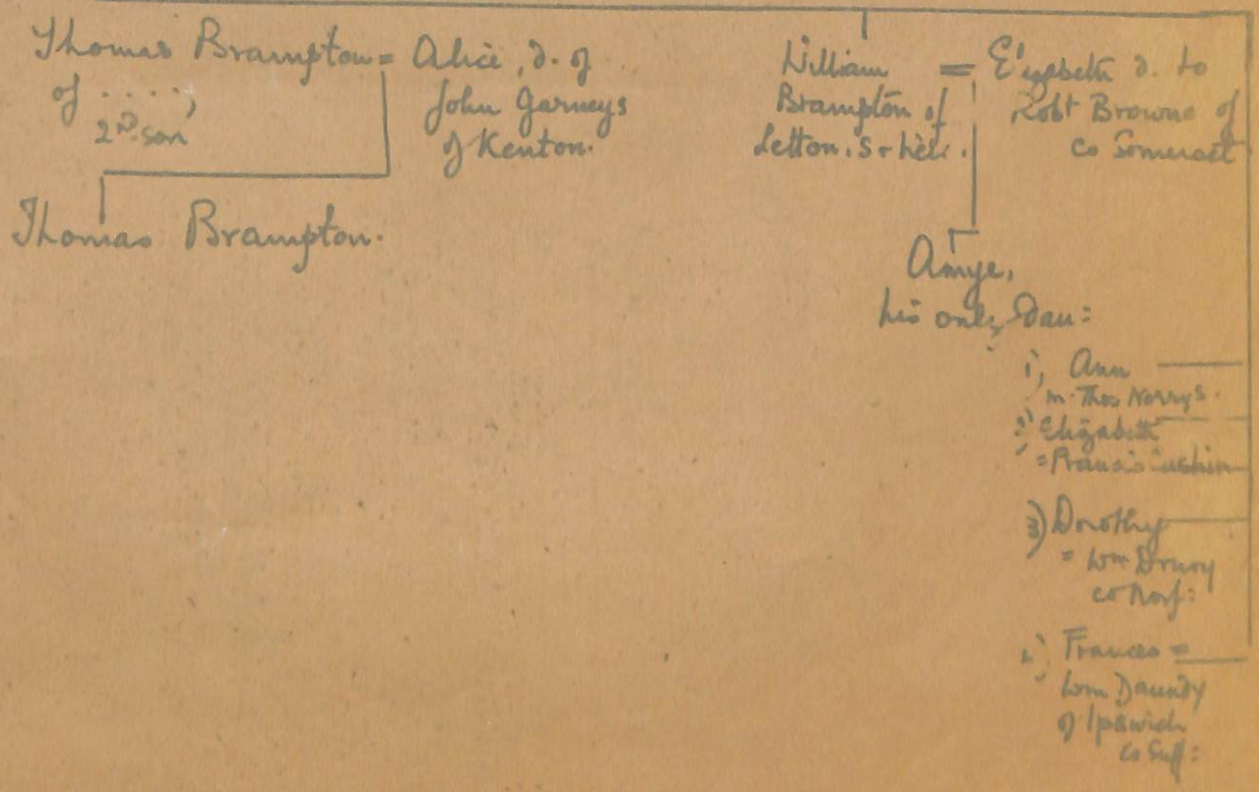 Thomas Brampton = Alice, d. of
of ....,
2nd son
John Garneys
of Kenton.
Thomas Brampton.
William =
Brampton of
Letton. S & heir.
Elizabeth d. to
Robt Browne of
co Somerset
Amye,
his only dau:
1) Ann
m. Thos Norrys.
2) Elizabeth
= Francis
3) Dorothy
= Wm Drury
co Norf:
Frances =
Wm Daundy
of Ipswich
co Suff: